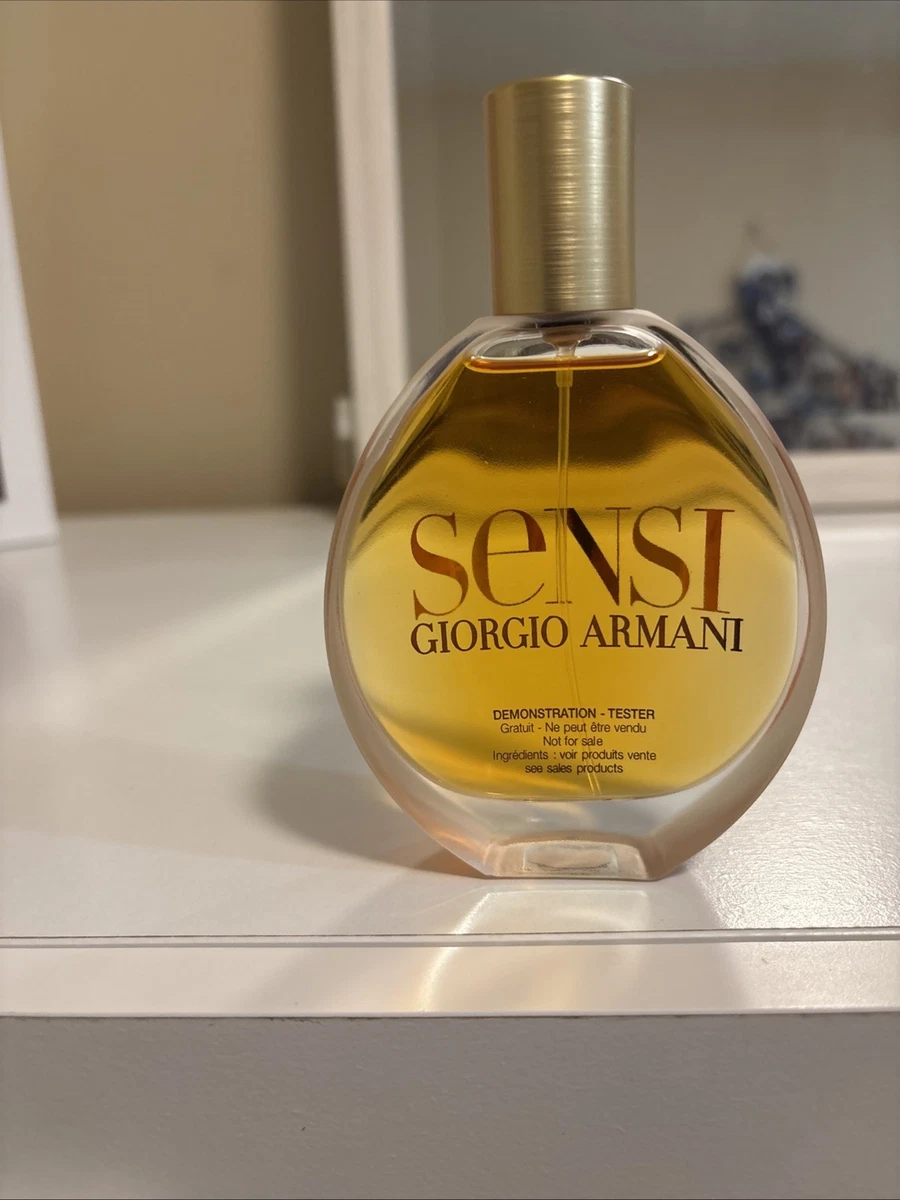 SeNSI
GIORGIO ARMANI
DEMONSTRATION - TESTER
Gratuit - Ne peut être vendu
Not for sale
Ingrédients : voir produits vente
see sales products